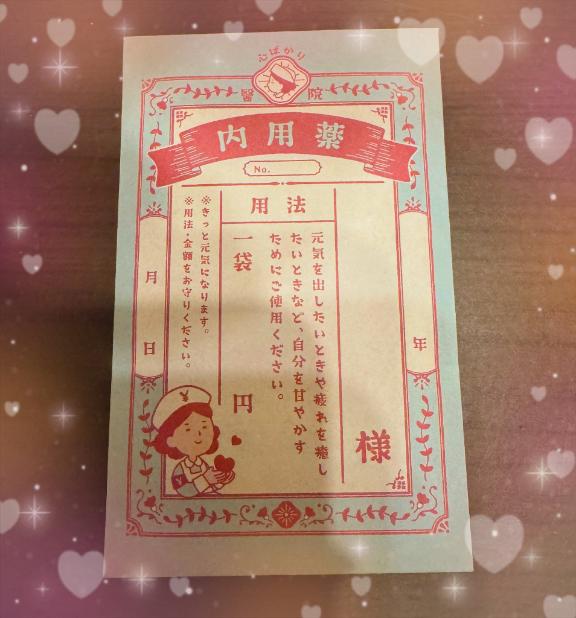 心ばかり
醫院
内用薬
No.
様
用法
元気を出したいときや疲れを癒し
たいときなど、自分を甘やかす
ためにご使用ください。
一袋
円
※きっと元気になります。
※用法・金額をお守りください。
年
月
日
¥